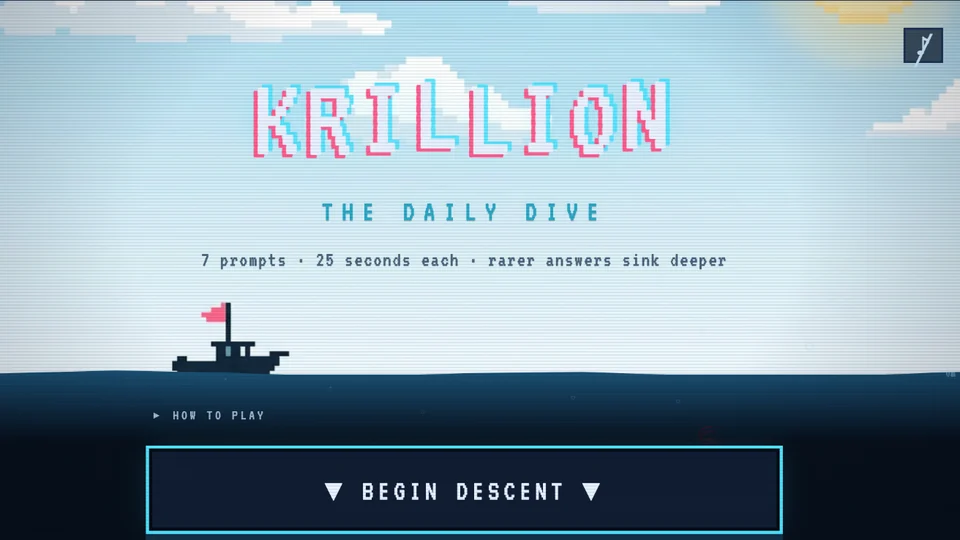 KRILLION
THE DAILY DIVE
7 prompts · 25 seconds each · rarer answers sink deeper
▸ HOW TO PLAY
▼ BEGIN DESCENT ▼